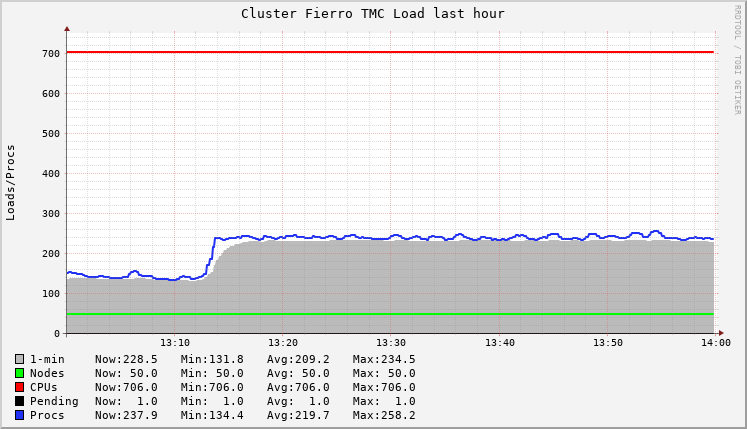 Cluster Fierro TMC Load last hour
RRDTOOL / TOBI OETIKER
Loads/Procs
700
600
500
400
300
200
100
0
13:10 13:20 13:30 13:40 13:50 14:00
1-min Now:228.5 Min:131.8 Avg:209.2 Max:234.5
Nodes Now: 50.0 Min: 50.0 Avg: 50.0 Max: 50.0
CPUs Now:706.0 Min:706.0 Avg:706.0 Max:706.0
Pending Now: 1.0 Min: 1.0 Avg: 1.0 Max: 1.0
Procs Now:237.9 Min:134.4 Avg:219.7 Max:258.2